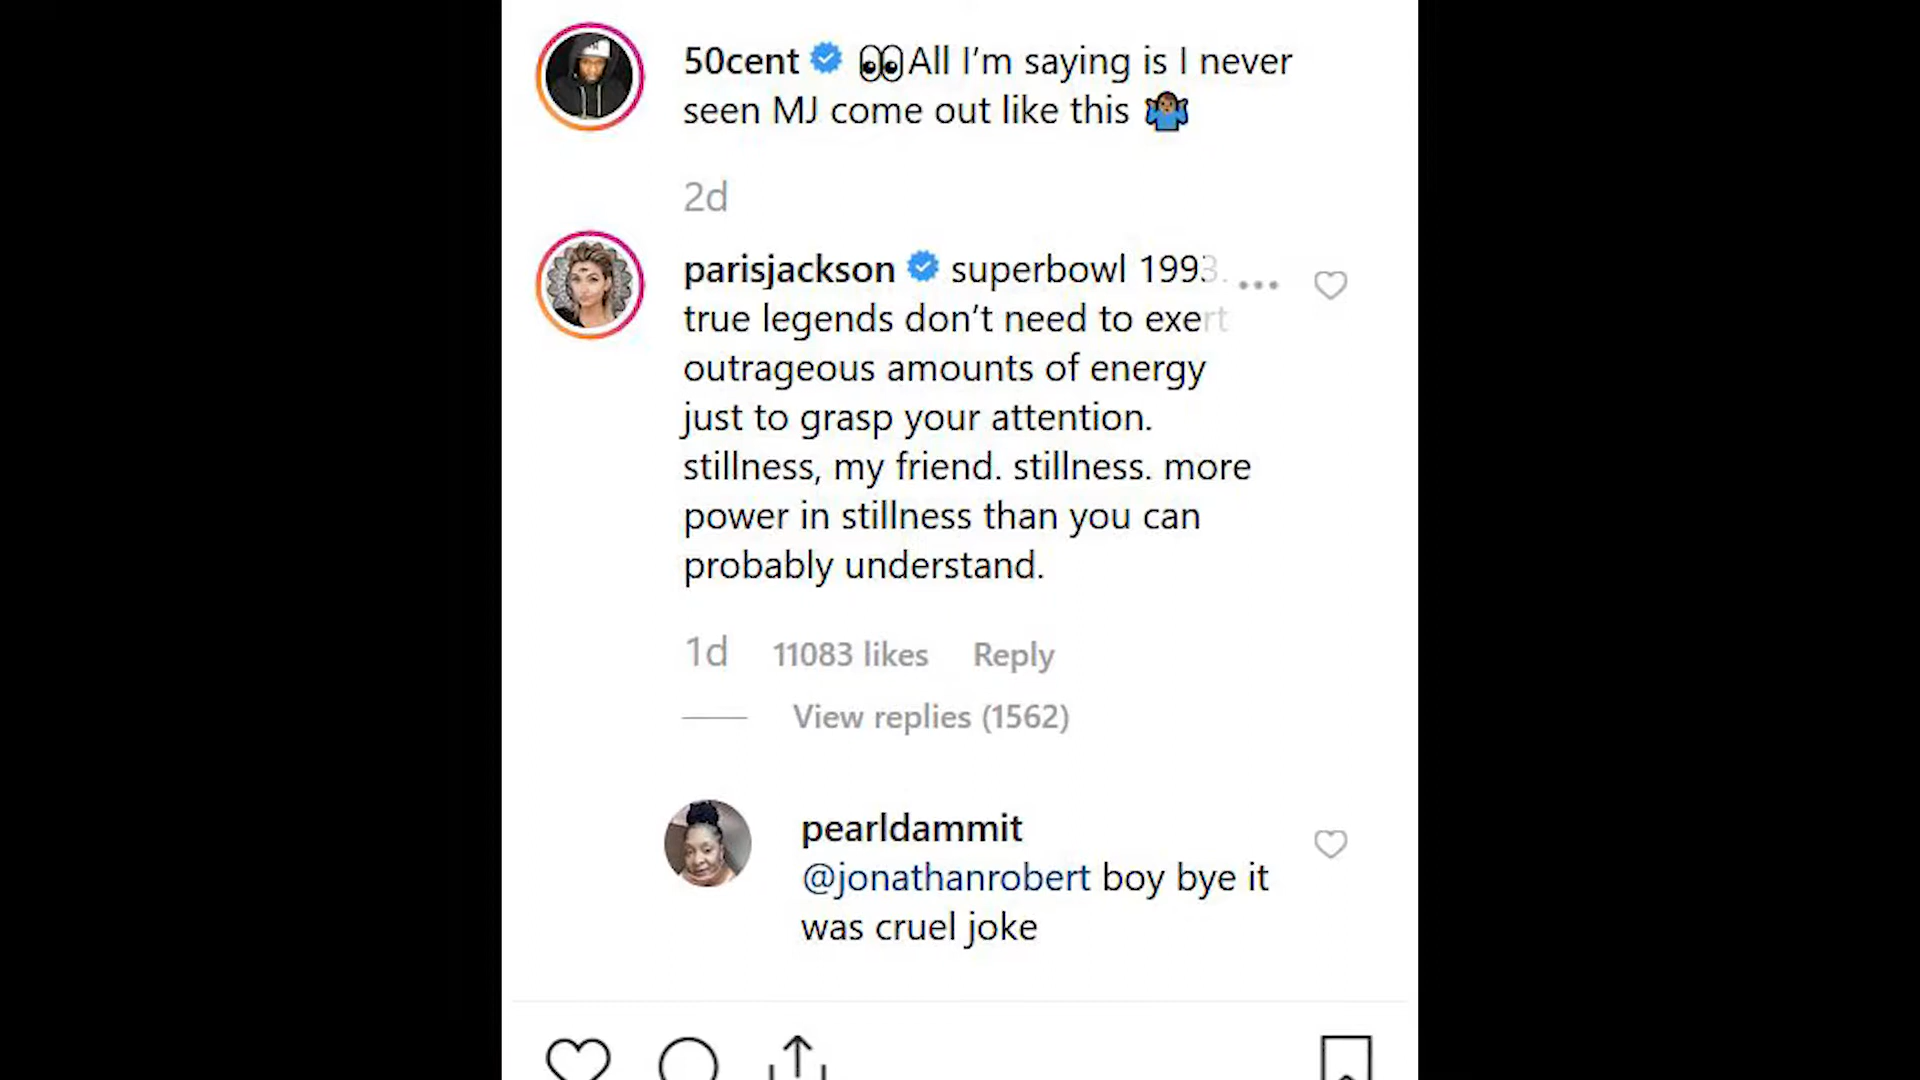 50cent 👀All I'm saying is I never
seen MJ come out like this 🤷🏾‍♂️
2d
parisjackson superbowl 1993.
true legends don't need to exert
outrageous amounts of energy
just to grasp your attention.
stillness, my friend. stillness. more
power in stillness than you can
probably understand.
1d 11083 likes Reply
View replies (1562)
pearldammit
@jonathanrobert boy bye it
was cruel joke